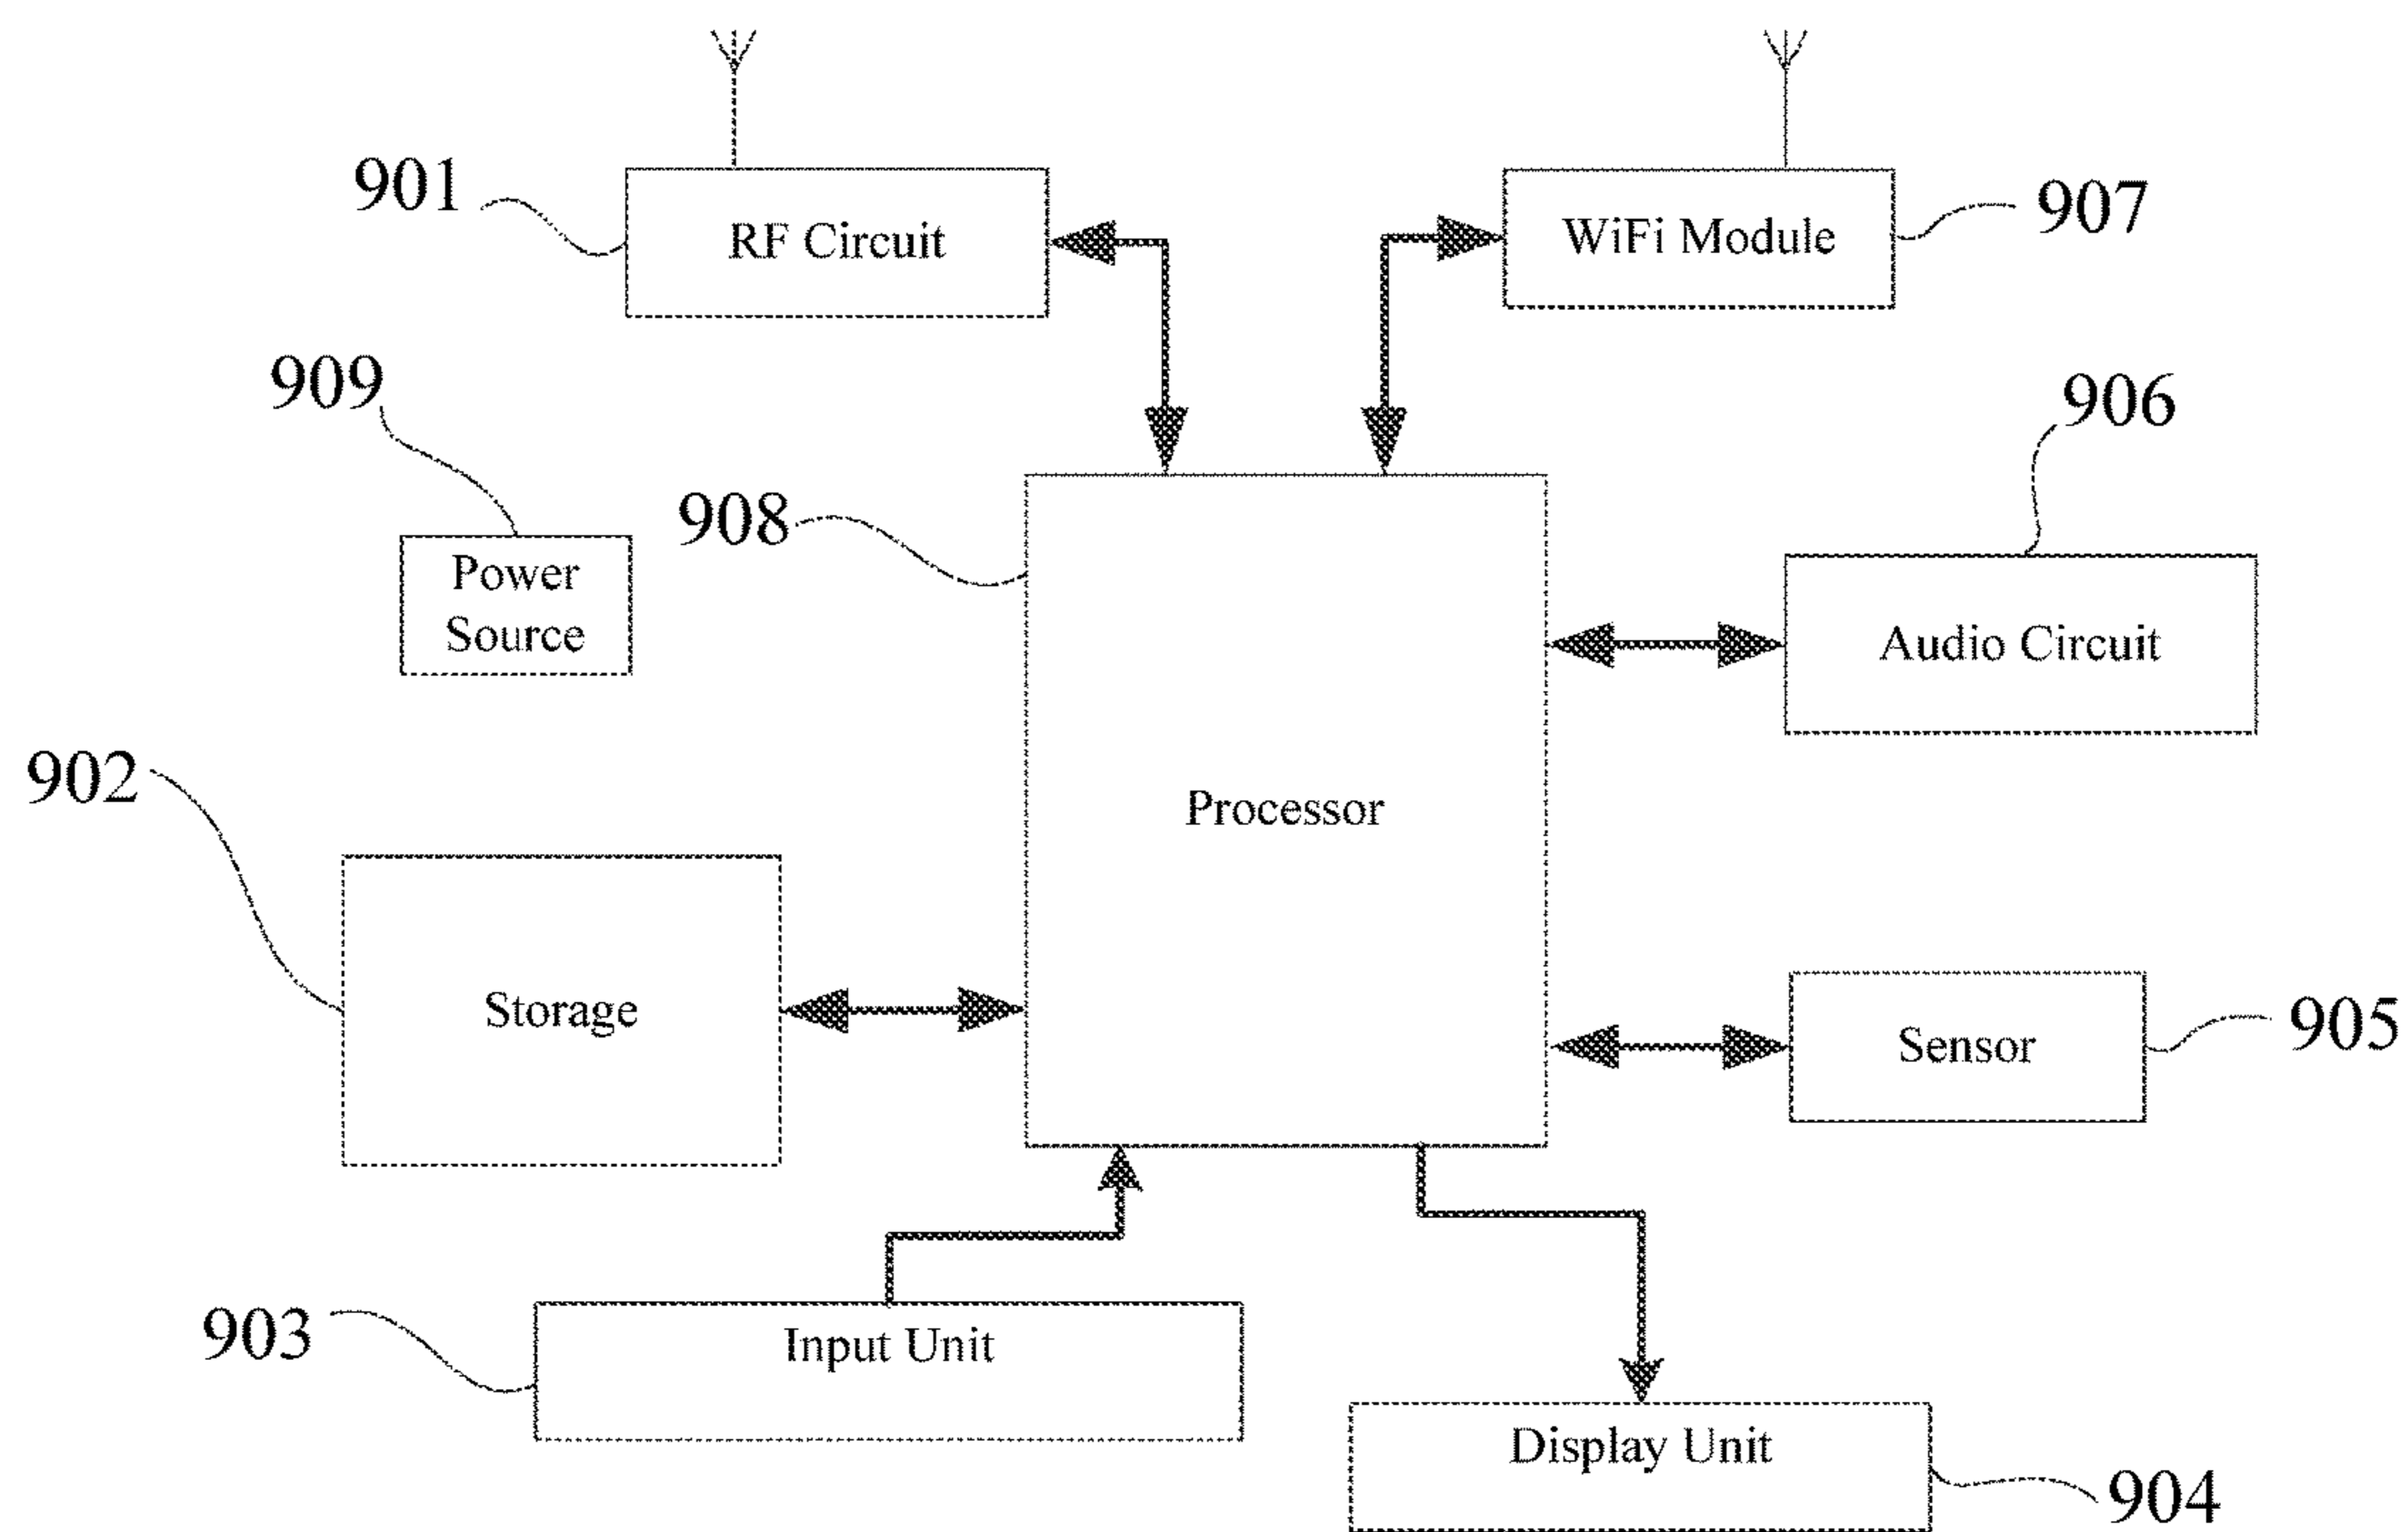 901
RF Circuit
WiFi Module
907
909
906
908
Power
Source
Audio Circuit
902
Processor
Storage
Sensor
905
903
Input Unit
Display Unit
904